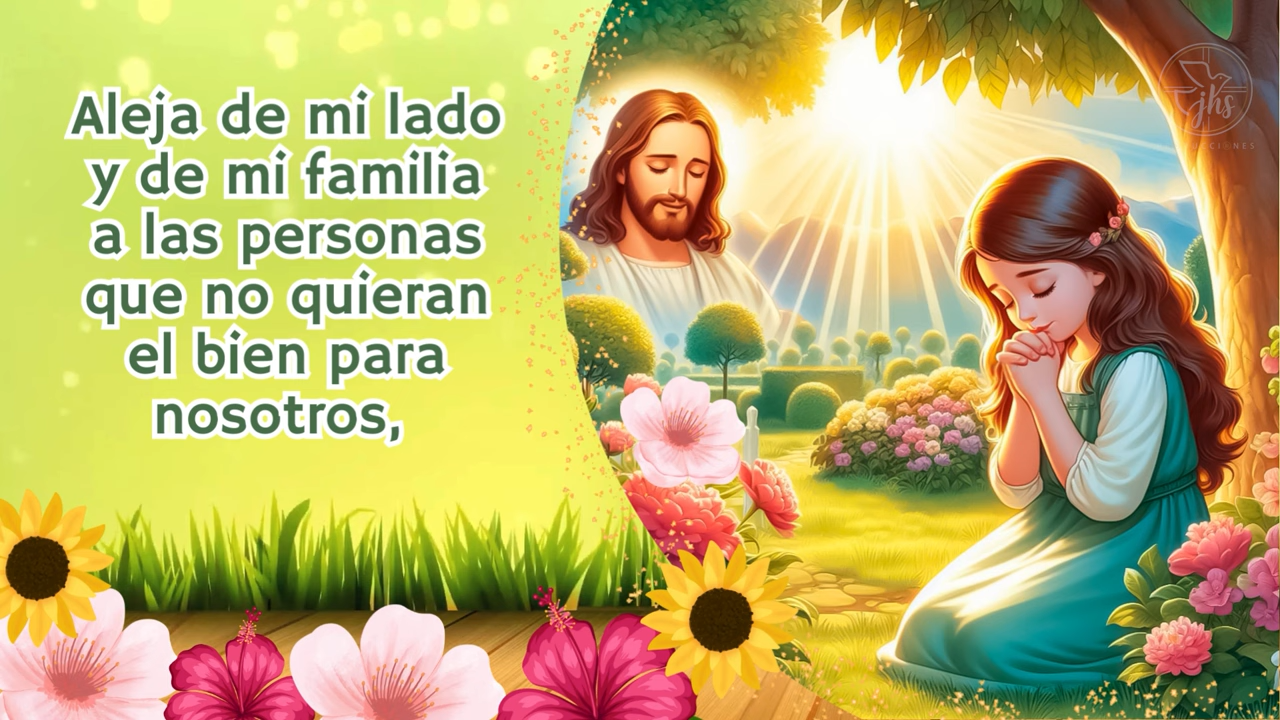 Aleja de mi lado
y de mi familia
a las personas
que no quieran
el bien para
nosotros,
jhs